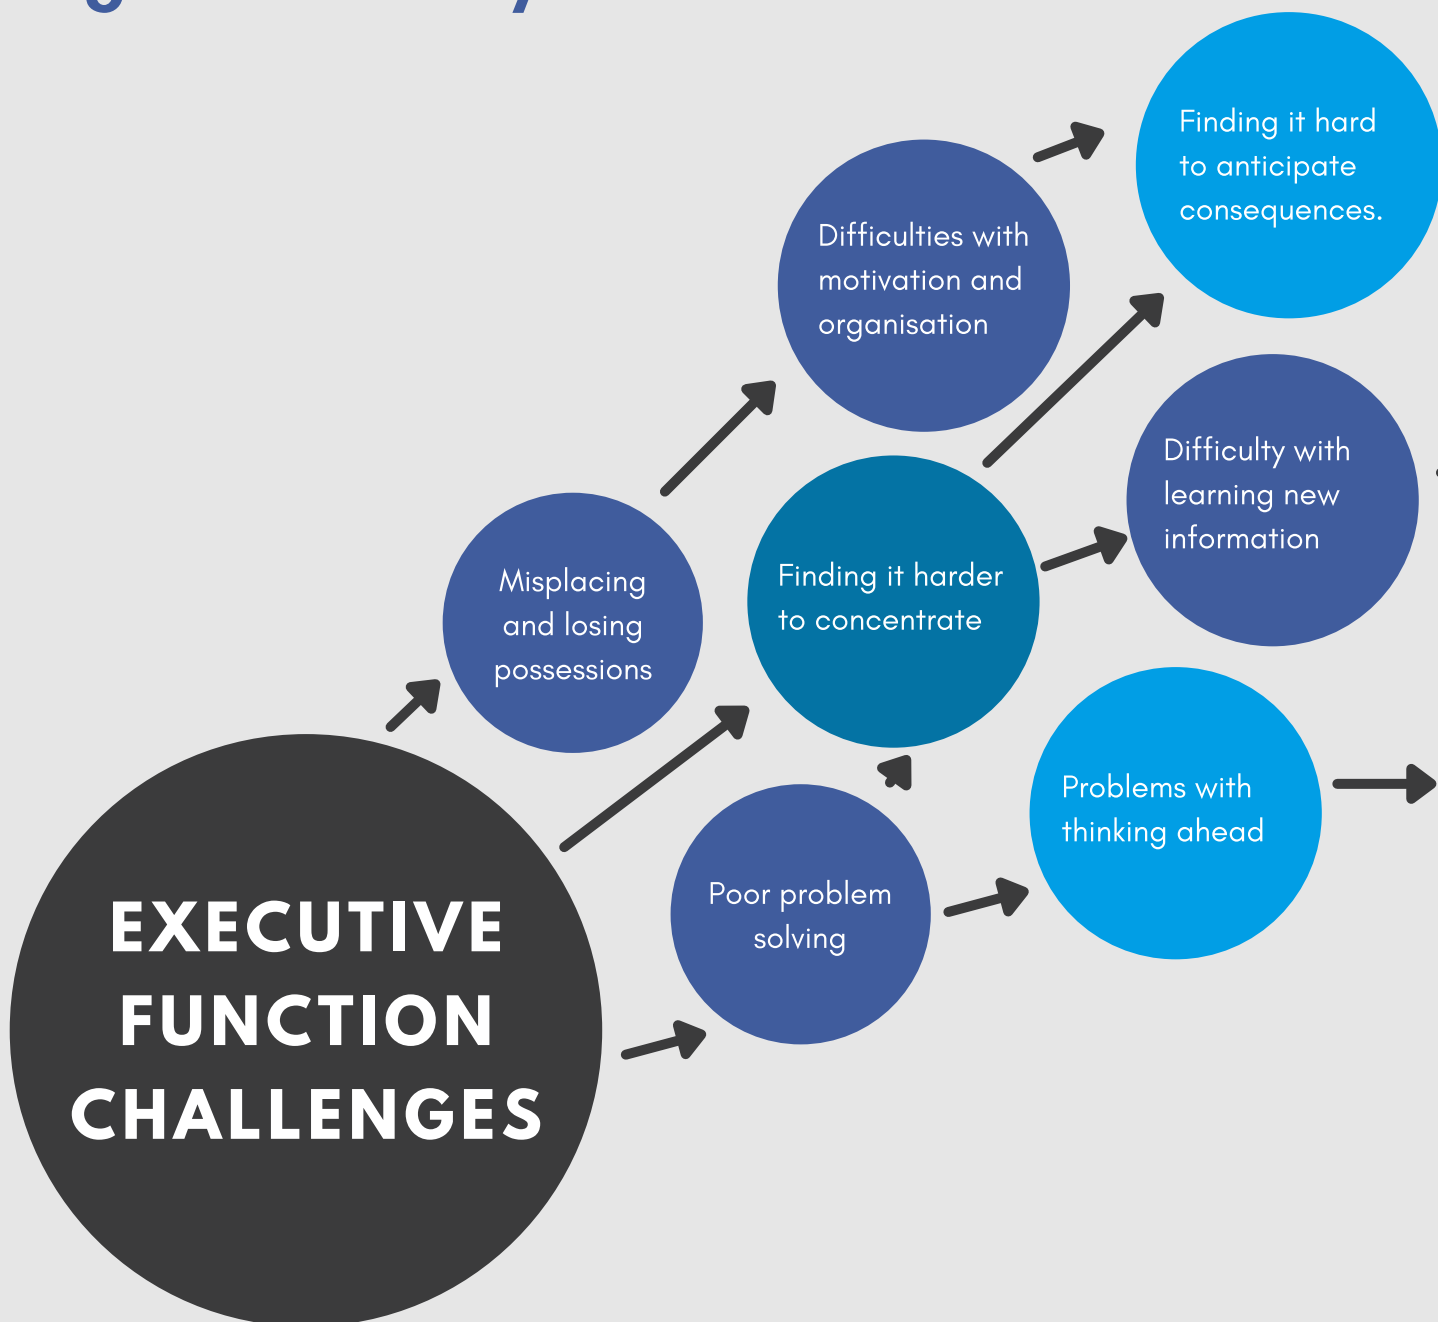 Finding it hard
to anticipate
consequences.
Difficulties with
motivation and
organisation
Difficulty with
learning new
information
Misplacing
and losing
possessions
Finding it harder
to concentrate
Problems with
thinking ahead
Poor problem
solving
EXECUTIVE
FUNCTION
CHALLENGES